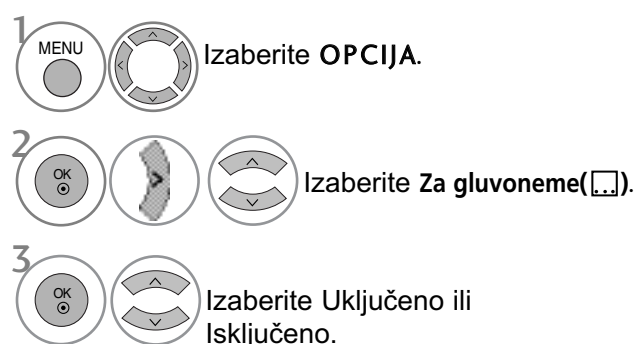 1
MENU
Izaberite OPCIJA.
2
OK
Izaberite Za gluvoneme(...).
3
OK
Izaberite Uključeno ili
Isključeno.